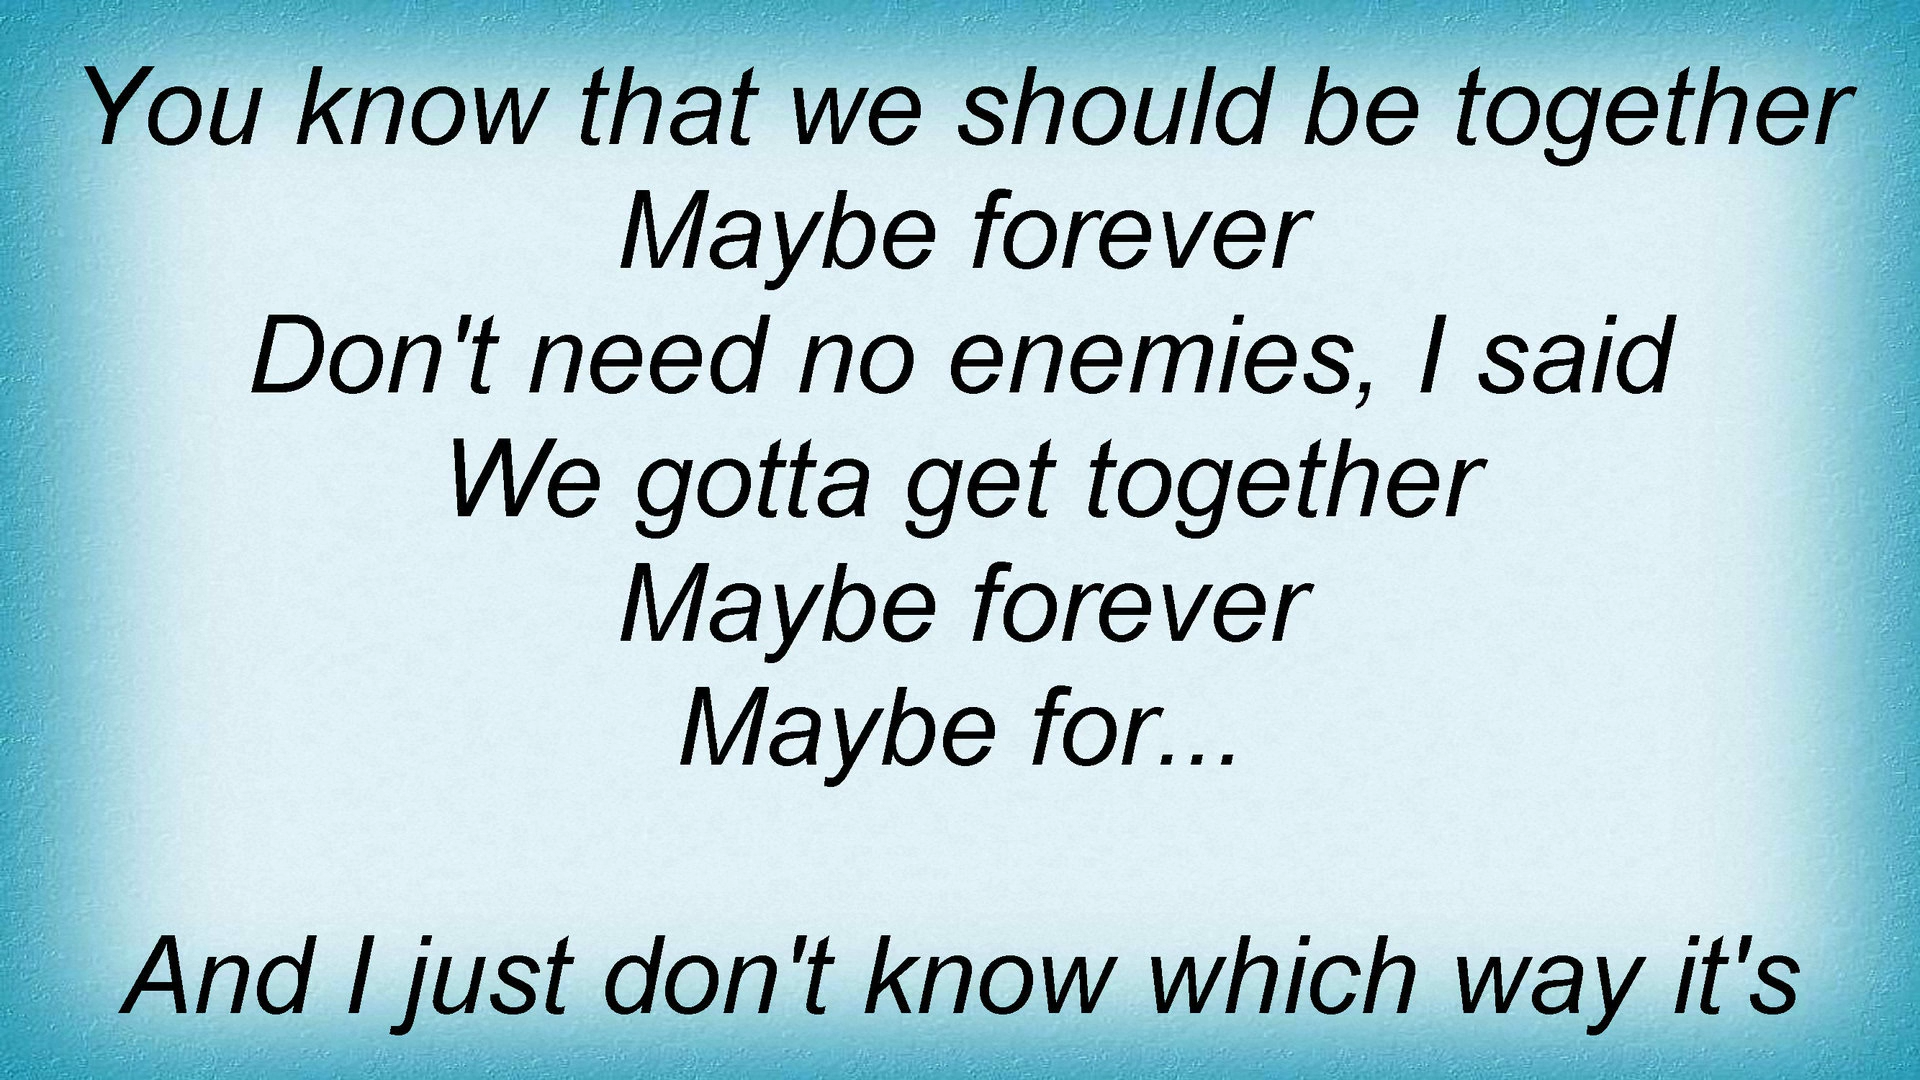 You know that we should be together
Maybe forever
Don't need no enemies, I said
We gotta get together
Maybe forever
Maybe for...
And I just don't know which way it's